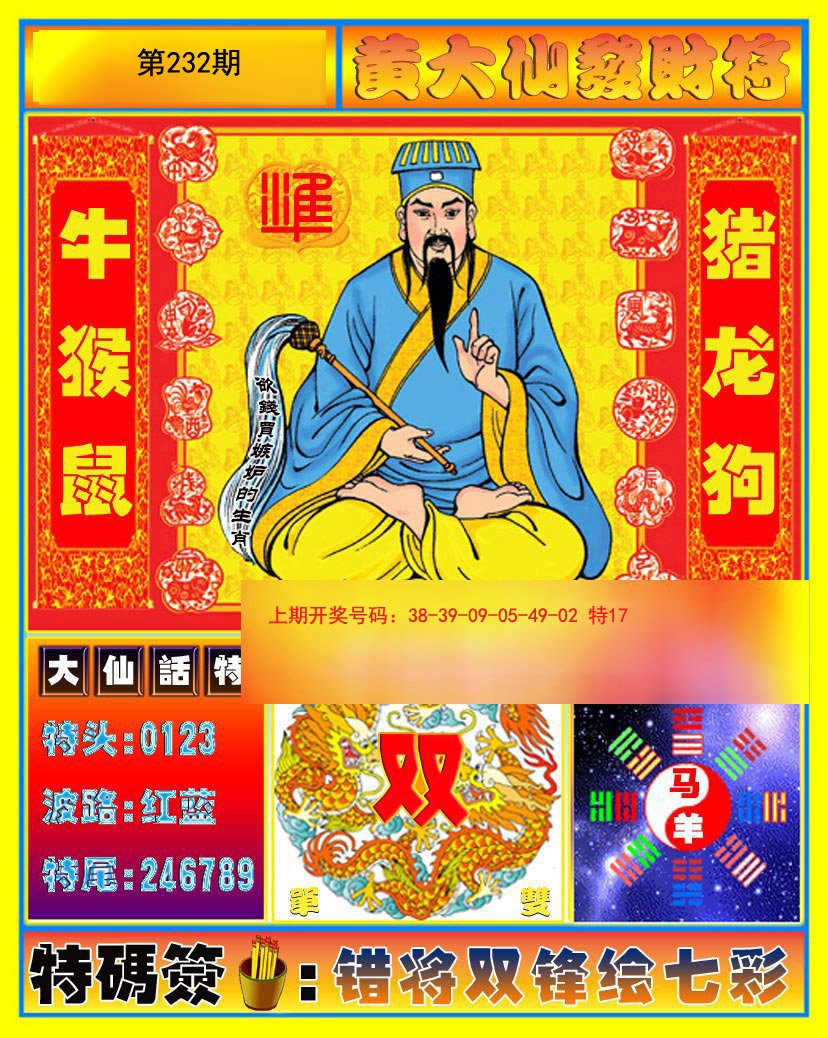 第232期
黄大仙發財符
牛猴鼠
猪龙狗
欲錢買嫉妒的生肖
上期开奖号码：38-39-09-05-49-02 特17
大仙話特
特头:0123
波路:红蓝
特尾:246789
双
單
雙
马
羊
特碼簽:错将双锋绘七彩